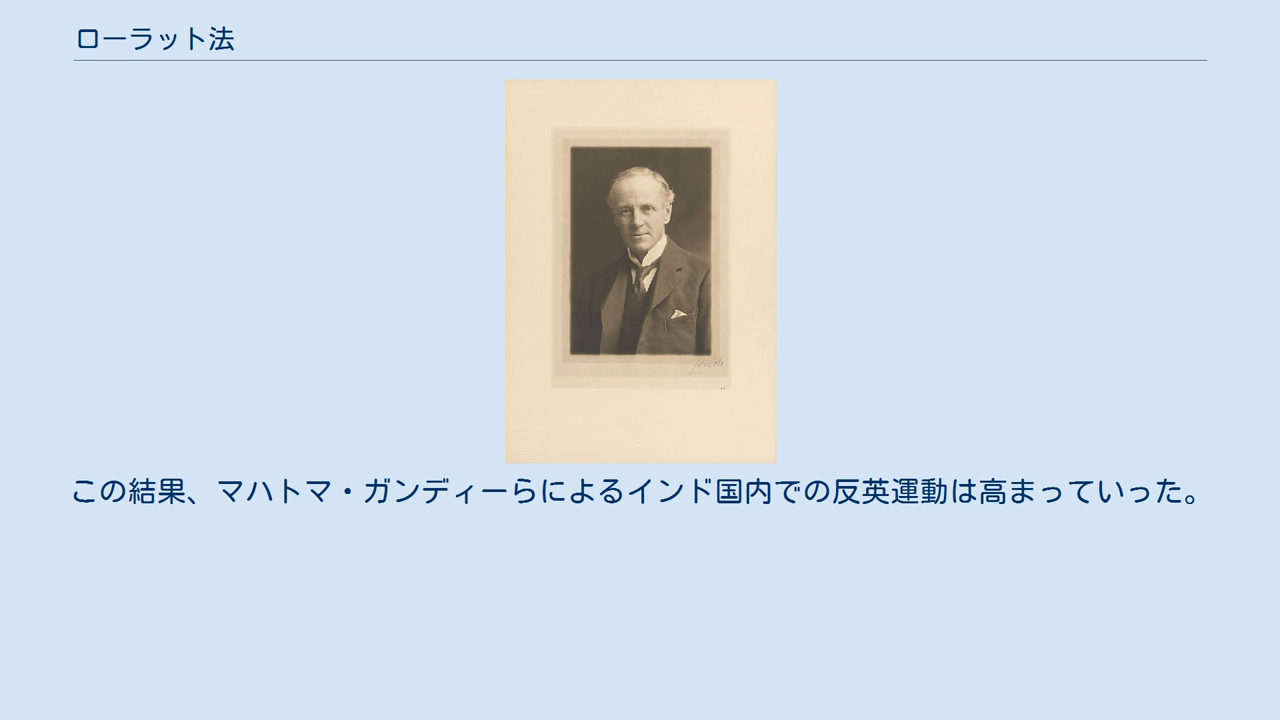 ローラット法
この結果、マハトマ・ガンディーらによるインド国内での反英運動は高まっていった。